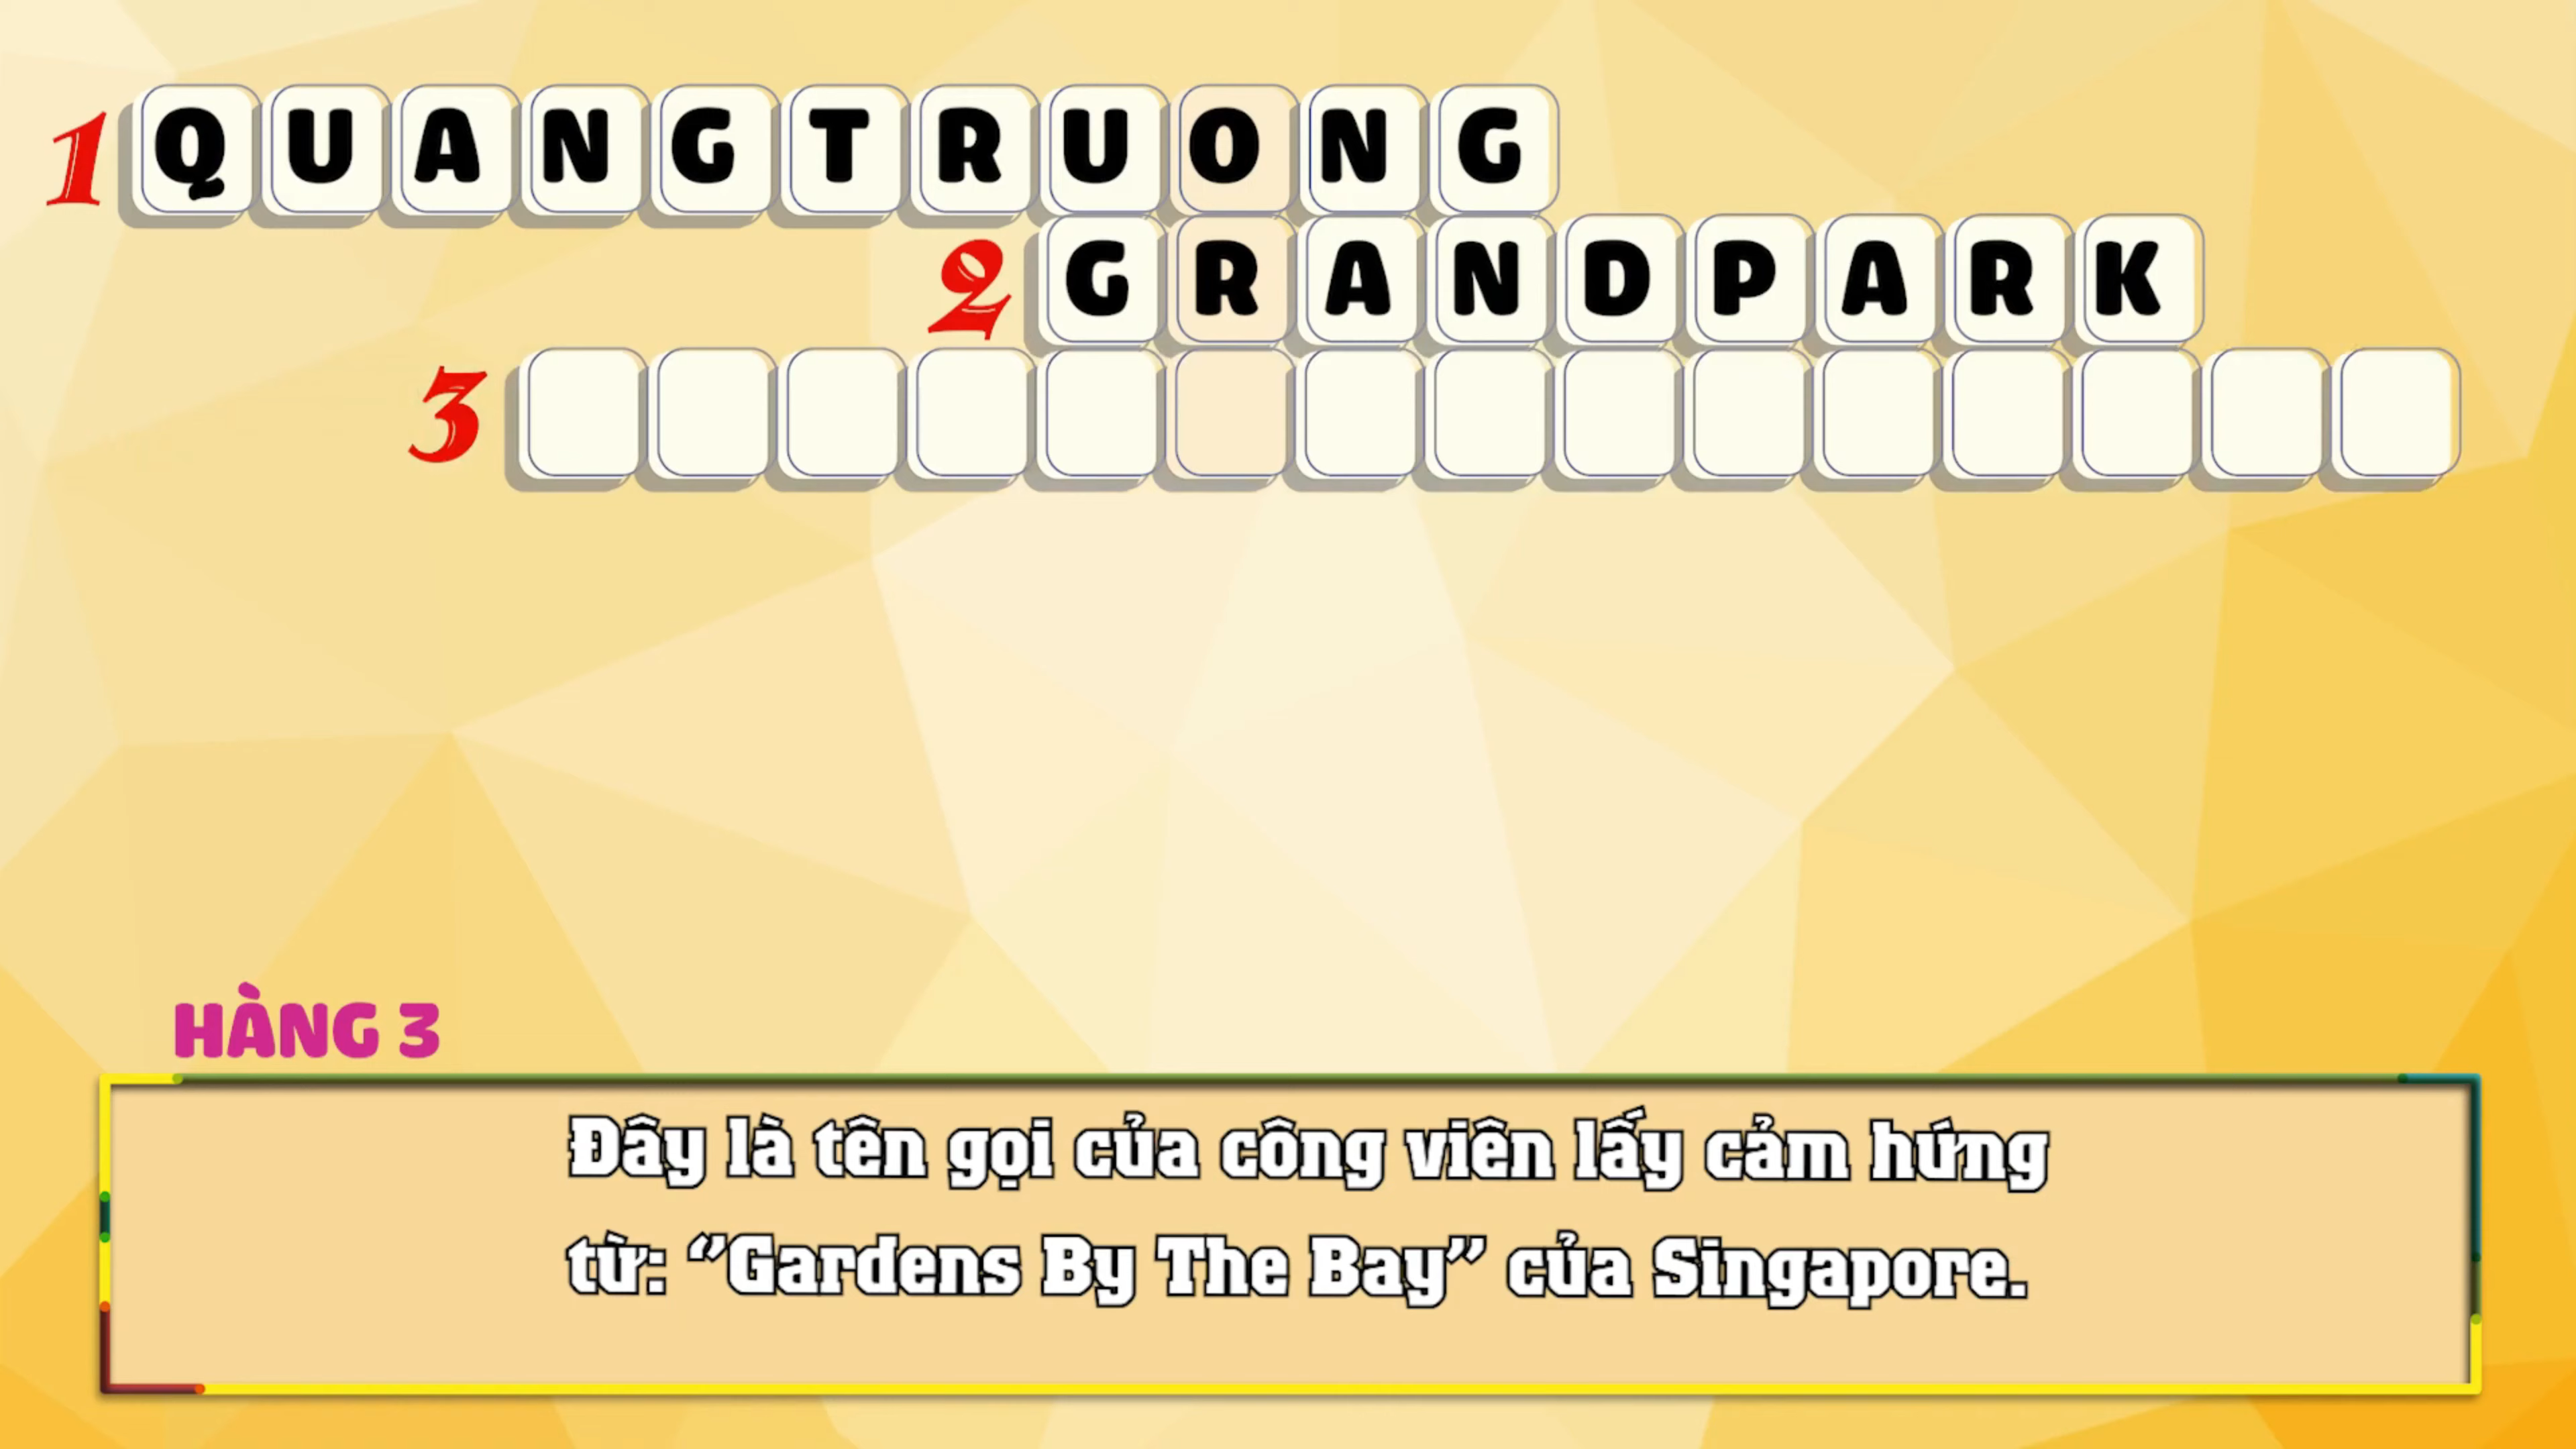 1 QUANGTRUONG
2 GRANDPARK
3
HÀNG 3
Đây là tên gọi của công viên lấy cảm hứng
từ: “Gardens By The Bay” của Singapore.